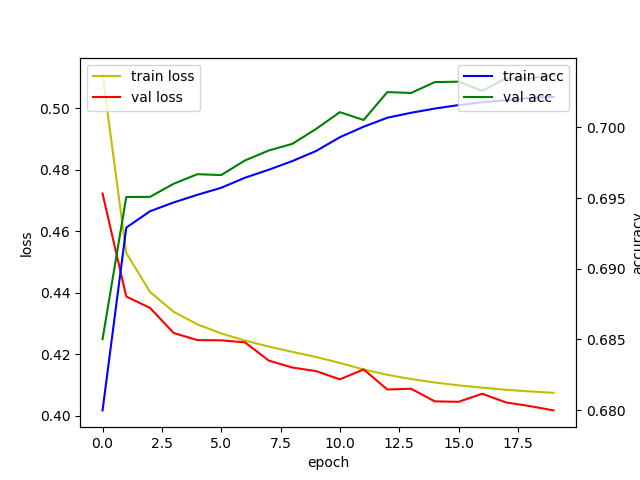 train loss
val loss
train acc
val acc
0.50
0.48
0.46
0.44
0.42
0.40
loss
0.700
0.695
0.690
0.685
0.680
accuracy
0.0
2.5
5.0
7.5
10.0
12.5
15.0
17.5
epoch